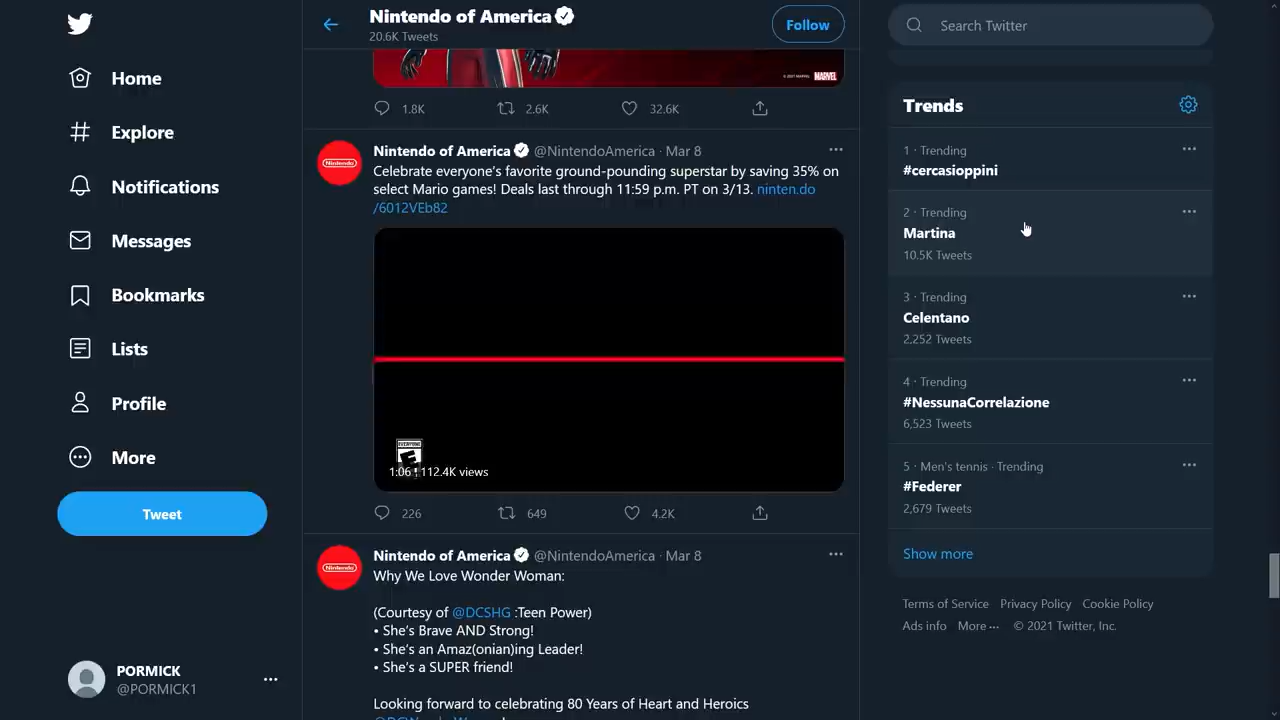 Home
Explore
Notifications
Messages
Bookmarks
Lists
Profile
More
Tweet
PORMICK
@PORMICK1
Nintendo of America
20.6K Tweets
Follow
© 2021 MARVEL
1.8K 2.6K 32.6K
Nintendo of America @NintendoAmerica · Mar 8
Celebrate everyone's favorite ground-pounding superstar by saving 35% on
select Mario games! Deals last through 11:59 p.m. PT on 3/13. ninten.do
/6012VEb82
EVERYONE
E
1:06 112.4K views
226 649 4.2K
Nintendo of America @NintendoAmerica · Mar 8
Why We Love Wonder Woman:
(Courtesy of @DCSHG :Teen Power)
• She's Brave AND Strong!
• She's an Amaz(onian)ing Leader!
• She's a SUPER friend!
Looking forward to celebrating 80 Years of Heart and Heroics
Search Twitter
Trends
1 · Trending
#cercasioppini
2 · Trending
Martina
10.5K Tweets
3 · Trending
Celentano
2,252 Tweets
4 · Trending
#NessunaCorrelazione
6,523 Tweets
5 · Men's tennis · Trending
#Federer
2,679 Tweets
Show more
Terms of Service Privacy Policy Cookie Policy
Ads info More ··· © 2021 Twitter, Inc.